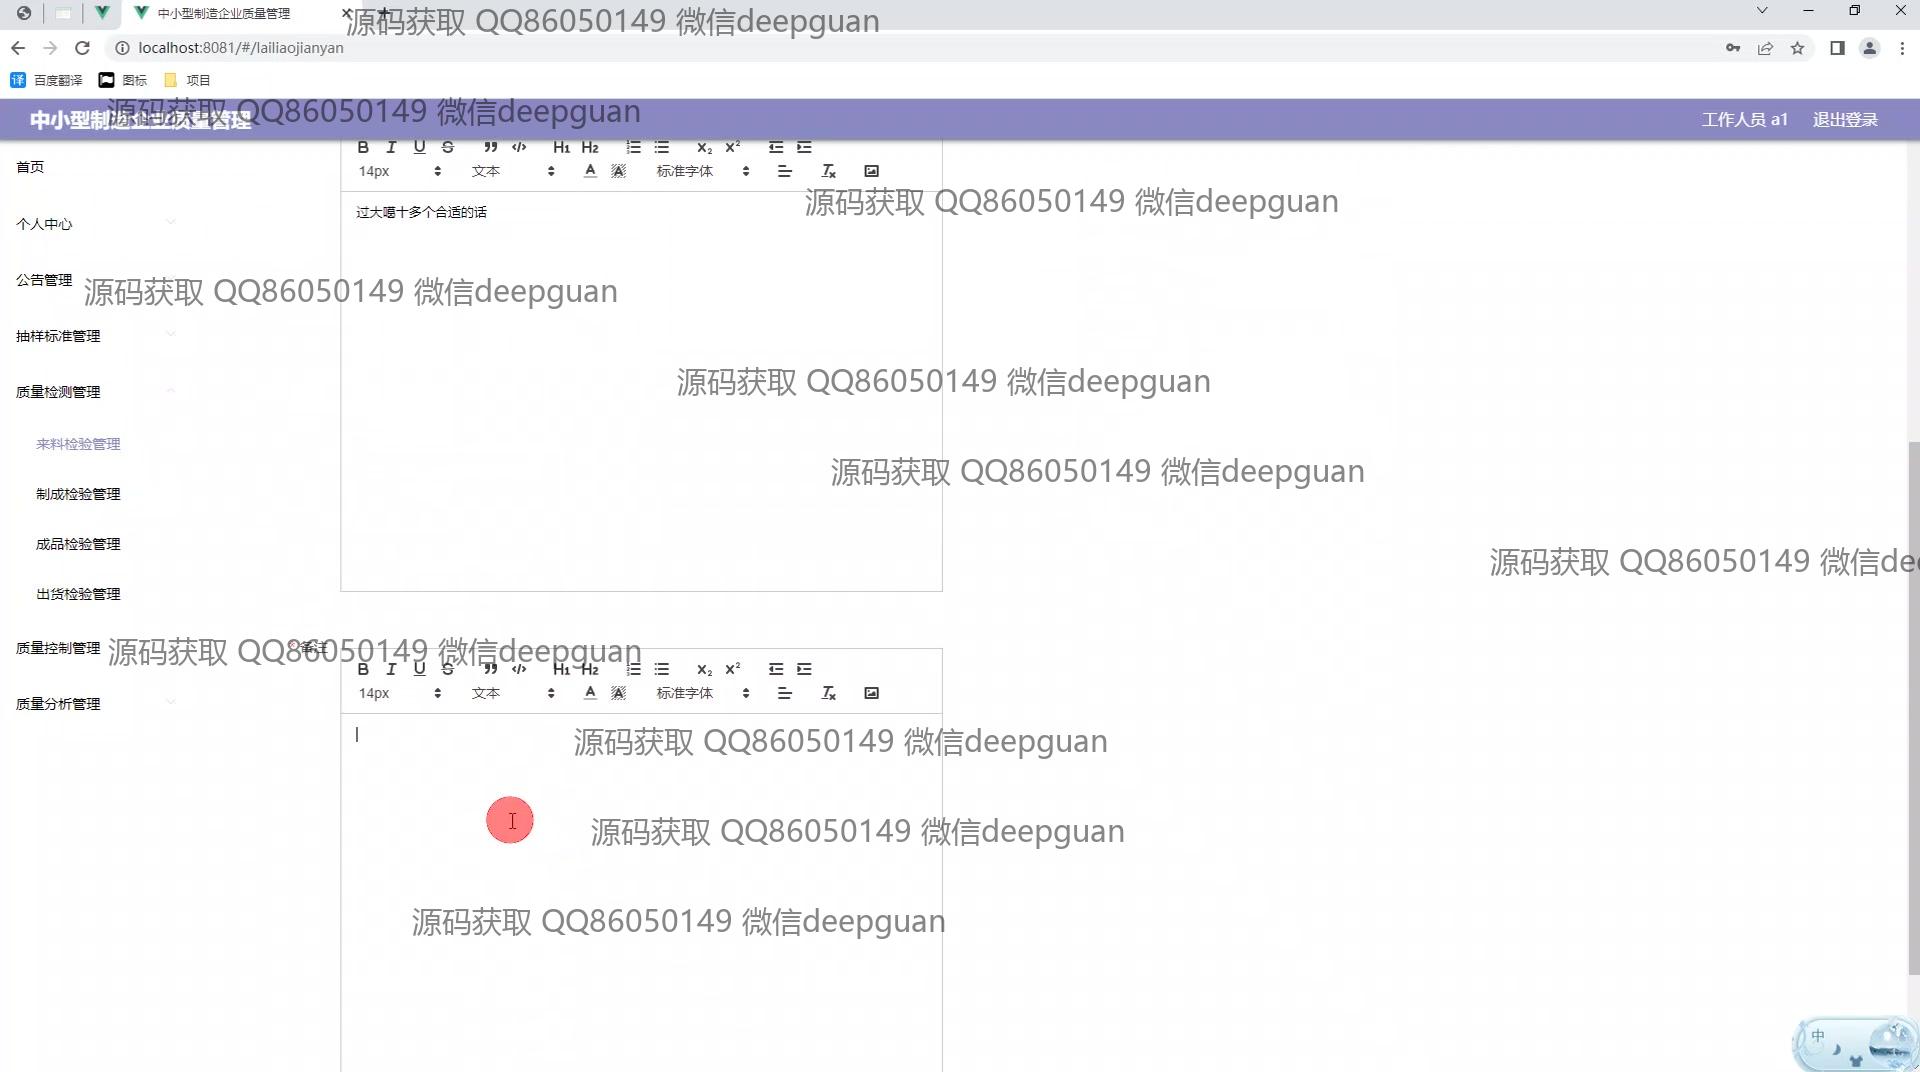 中小型制造企业质量管理
源码获取 QQ86050149 微信deepguan
localhost:8081/#/lailiaojianyan
译 百度翻译 图标 项目
中小型制造企业质量管理
源码获取 QQ86050149 微信deepguan
工作人员 a1 退出登录
B I U S H1 H2 X2 X2
首页
14px 文本 标准字体
源码获取 QQ86050149 微信deepguan
过大噶十多个合适的话
个人中心
公告管理
源码获取 QQ86050149 微信deepguan
抽样标准管理
源码获取 QQ86050149 微信deepguan
质量检测管理
来料检验管理
源码获取 QQ86050149 微信deepguan
制成检验管理
成品检验管理
源码获取 QQ86050149 微信dee
出货检验管理
质量控制管理
源码获取 QQ86050149 微信deepguan
* 备注
B I U S H1 H2 X2 X2
14px 文本 标准字体
质量分析管理
源码获取 QQ86050149 微信deepguan
源码获取 QQ86050149 微信deepguan
源码获取 QQ86050149 微信deepguan
中